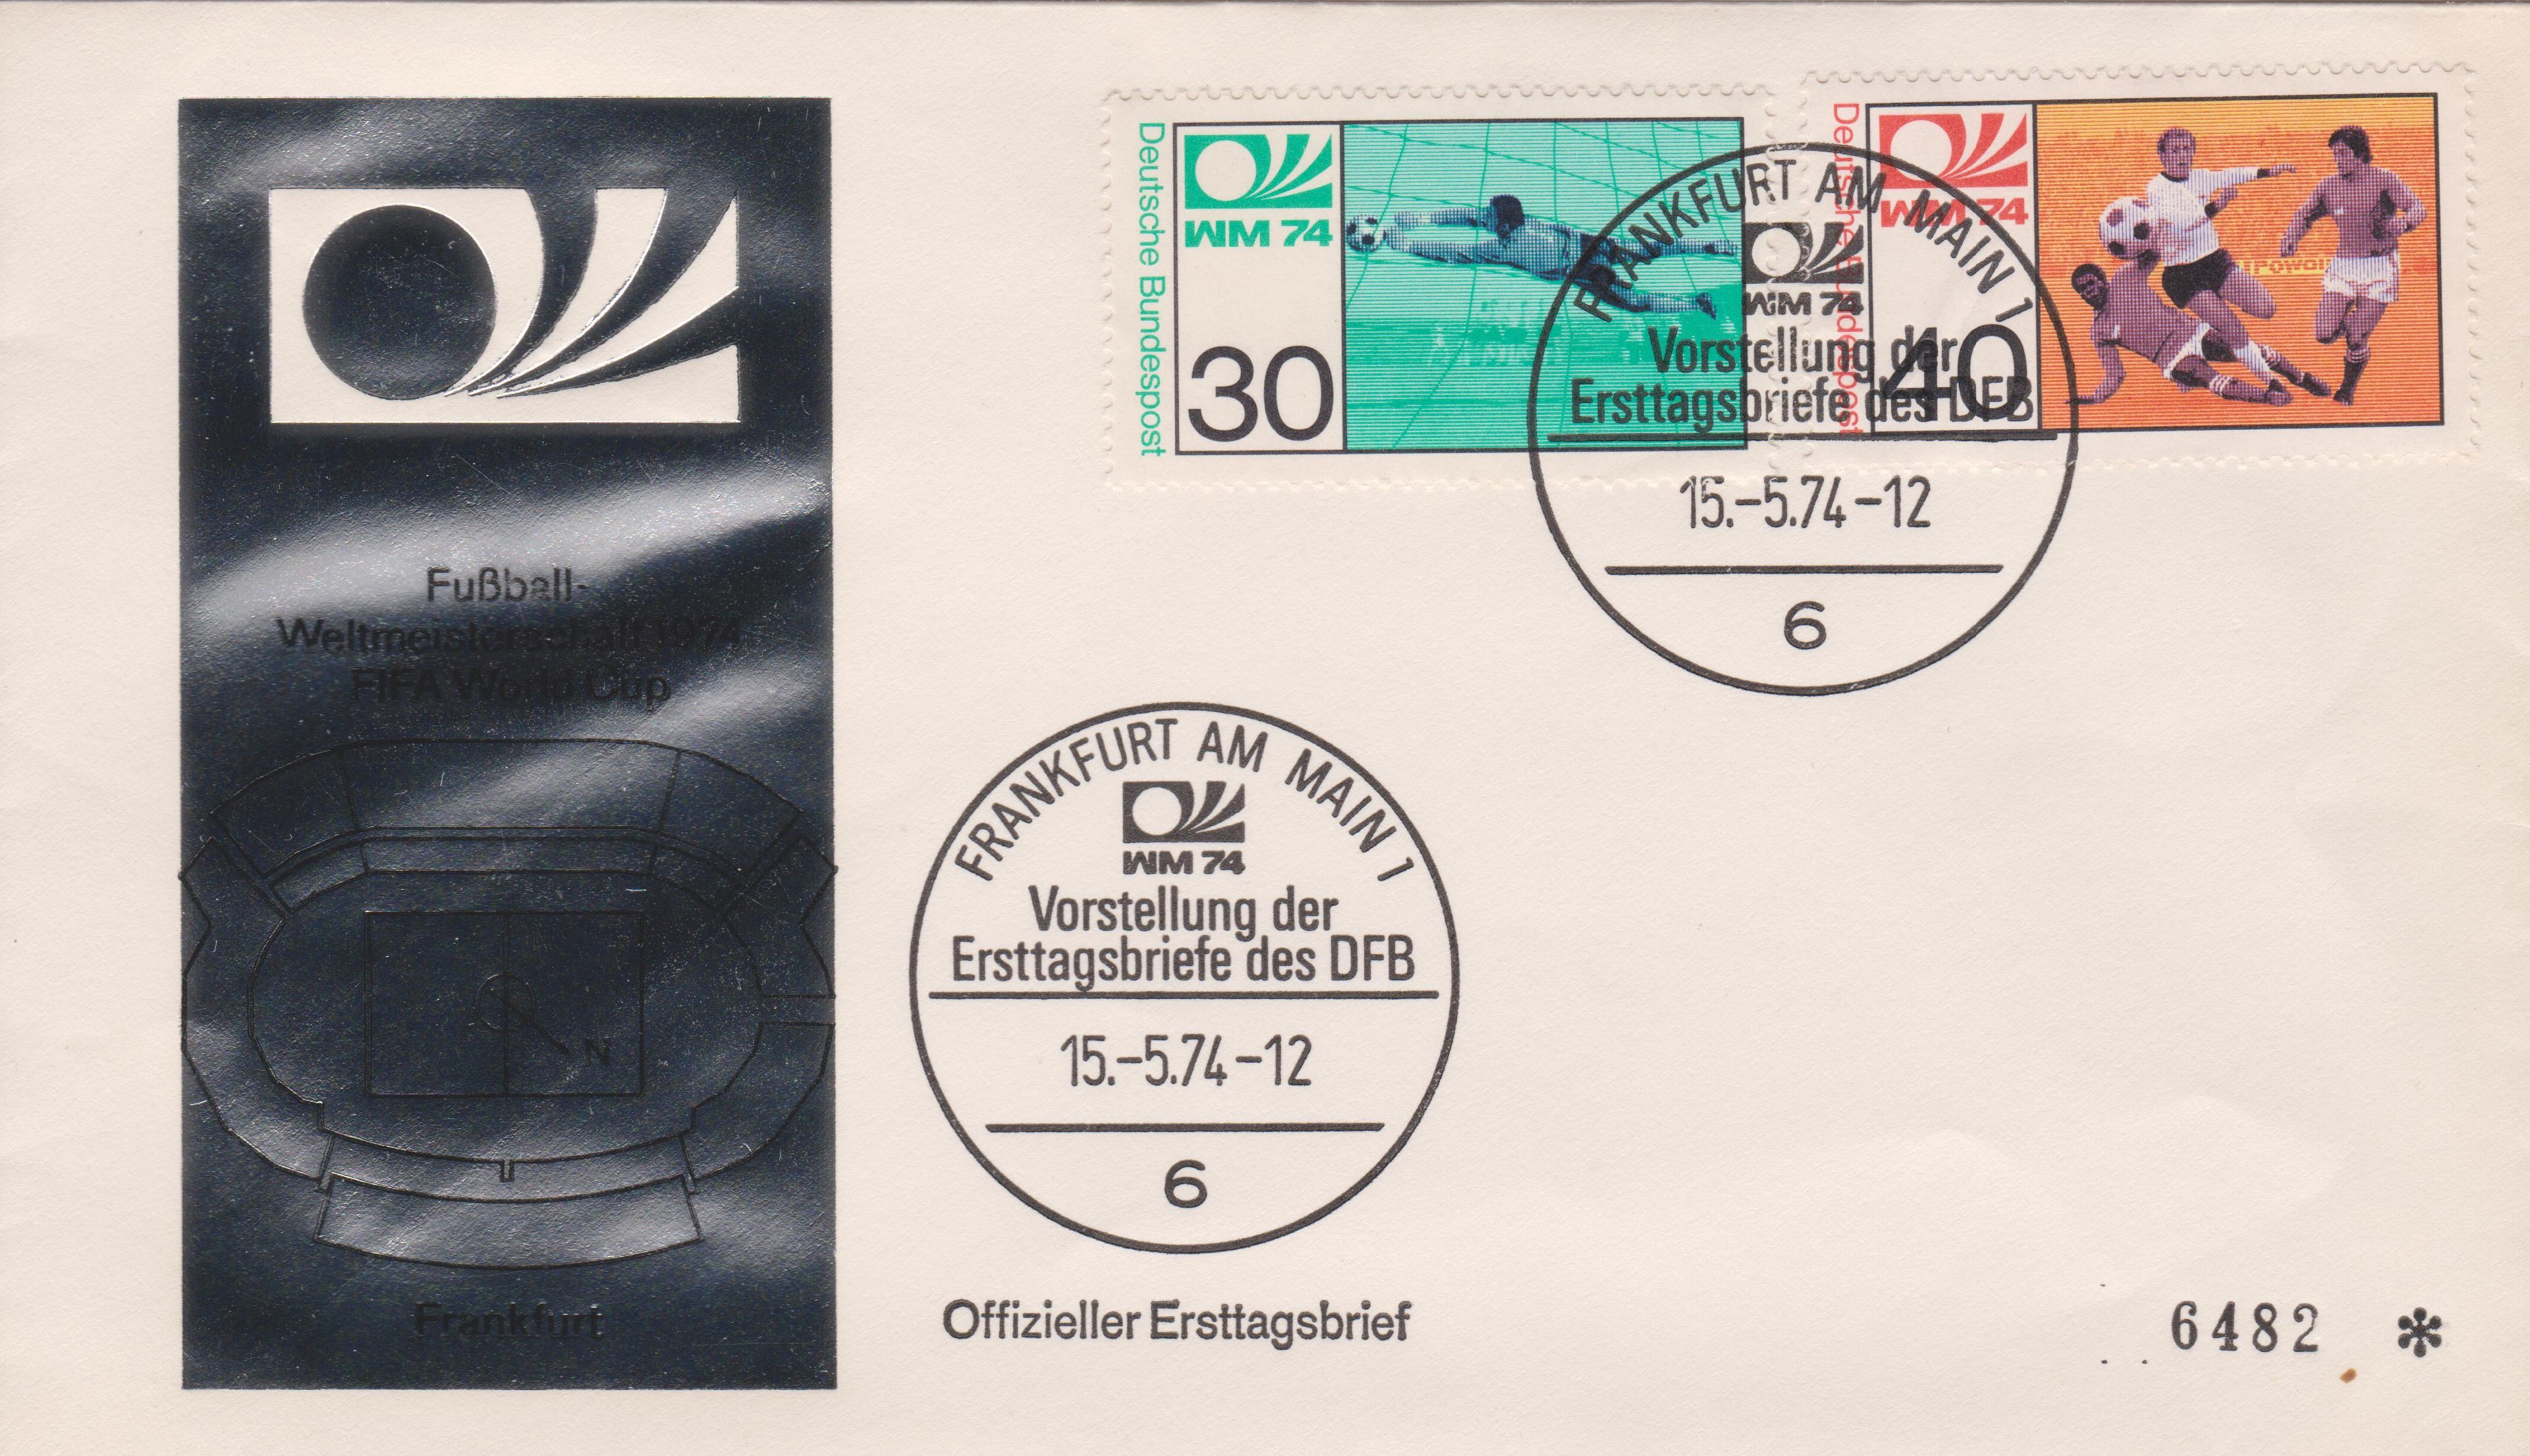 Deutsche Bundespost
WM 74
30
Deutsche Bundespost
WM 74
40
FRANKFURT AM MAIN 1
WM 74
Vorstellung der
Ersttagsbriefe des DFB
15.-5.74-12
6
Fußball-
Weltmeisterschaft 1974
FIFA World Cup
N
Frankfurt
FRANKFURT AM MAIN 1
WM 74
Vorstellung der
Ersttagsbriefe des DFB
15.-5.74-12
6
Offizieller Ersttagsbrief
6482 *